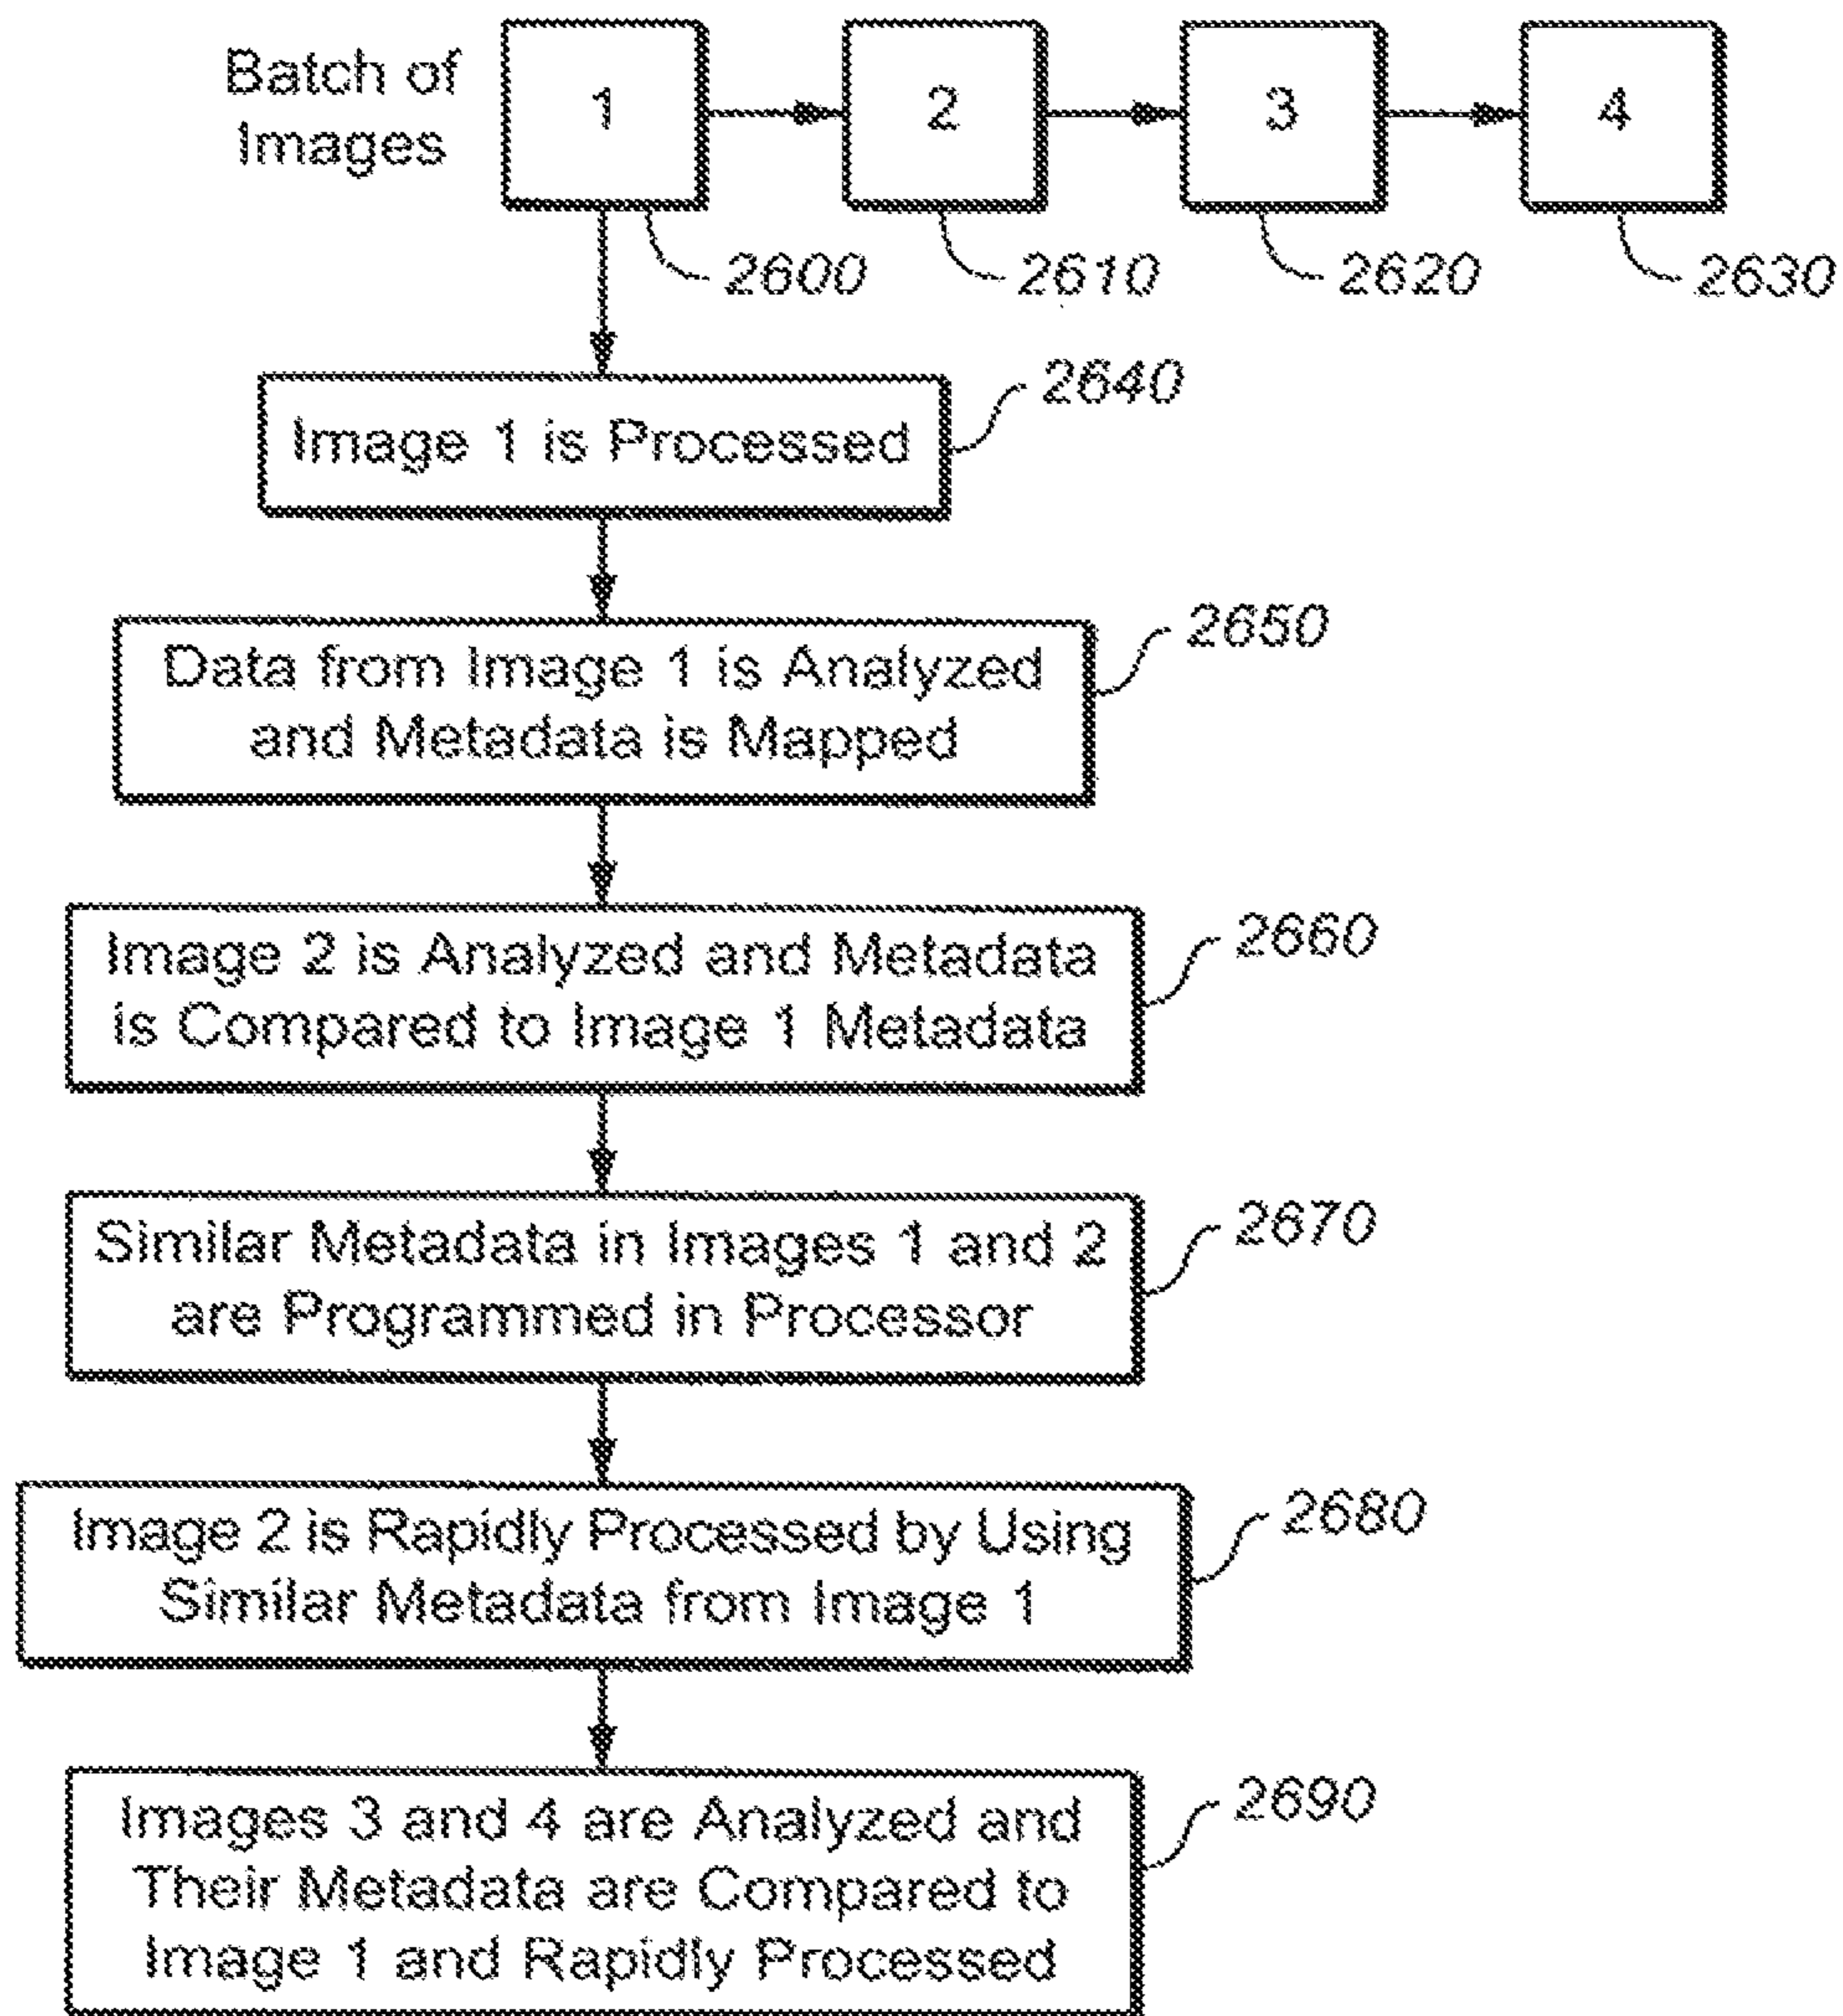 Batch of
Images
1
2
3
4
2600
2610
2620
2630
Image 1 is Processed
2640
Data from Image 1 is Analyzed
and Metadata is Mapped
2650
Image 2 is Analyzed and Metadata
is Compared to Image 1 Metadata
2660
Similar Metadata in Images 1 and 2
are Programmed in Processor
2670
Image 2 is Rapidly Processed by Using
Similar Metadata from Image 1
2680
Images 3 and 4 are Analyzed and
Their Metadata are Compared to
Image 1 and Rapidly Processed
2690